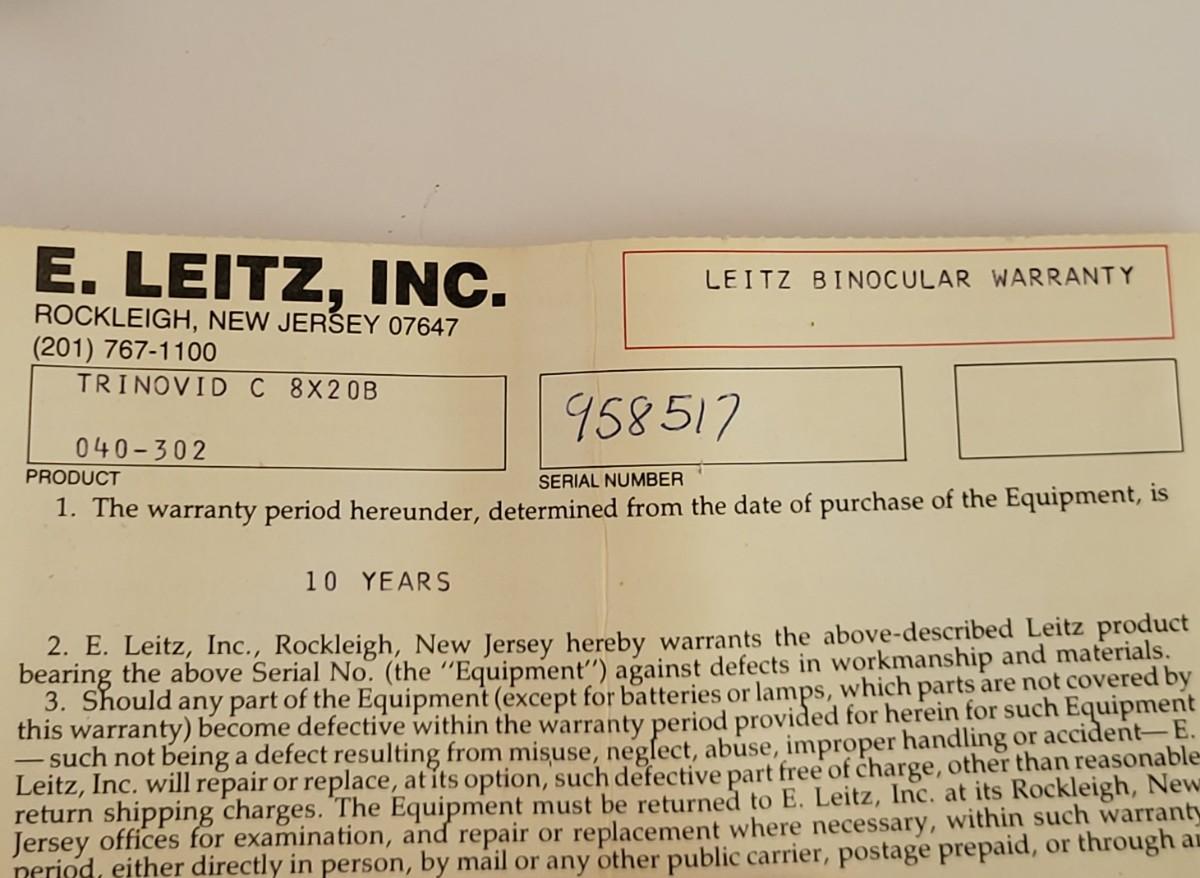 E. LEITZ, INC.
ROCKLEIGH, NEW JERSEY 07647
(201) 767-1100
LEITZ BINOCULAR WARRANTY
TRINOVID C 8X20B
040-302
PRODUCT
958517
SERIAL NUMBER
1. The warranty period hereunder, determined from the date of purchase of the Equipment, is
10 YEARS
2. E. Leitz, Inc., Rockleigh, New Jersey hereby warrants the above-described Leitz product
bearing the above Serial No. (the "Equipment") against defects in workmanship and materials.
3. Should any part of the Equipment (except for batteries or lamps, which parts are not covered by
this warranty) become defective within the warranty period provided for herein for such Equipment
— such not being a defect resulting from misuse, neglect, abuse, improper handling or accident— E.
Leitz, Inc. will repair or replace, at its option, such defective part free of charge, other than reasonable
return shipping charges. The Equipment must be returned to E. Leitz, Inc. at its Rockleigh, New
Jersey offices for examination, and repair or replacement where necessary, within such warranty
period, either directly in person, by mail or any other public carrier, postage prepaid, or through